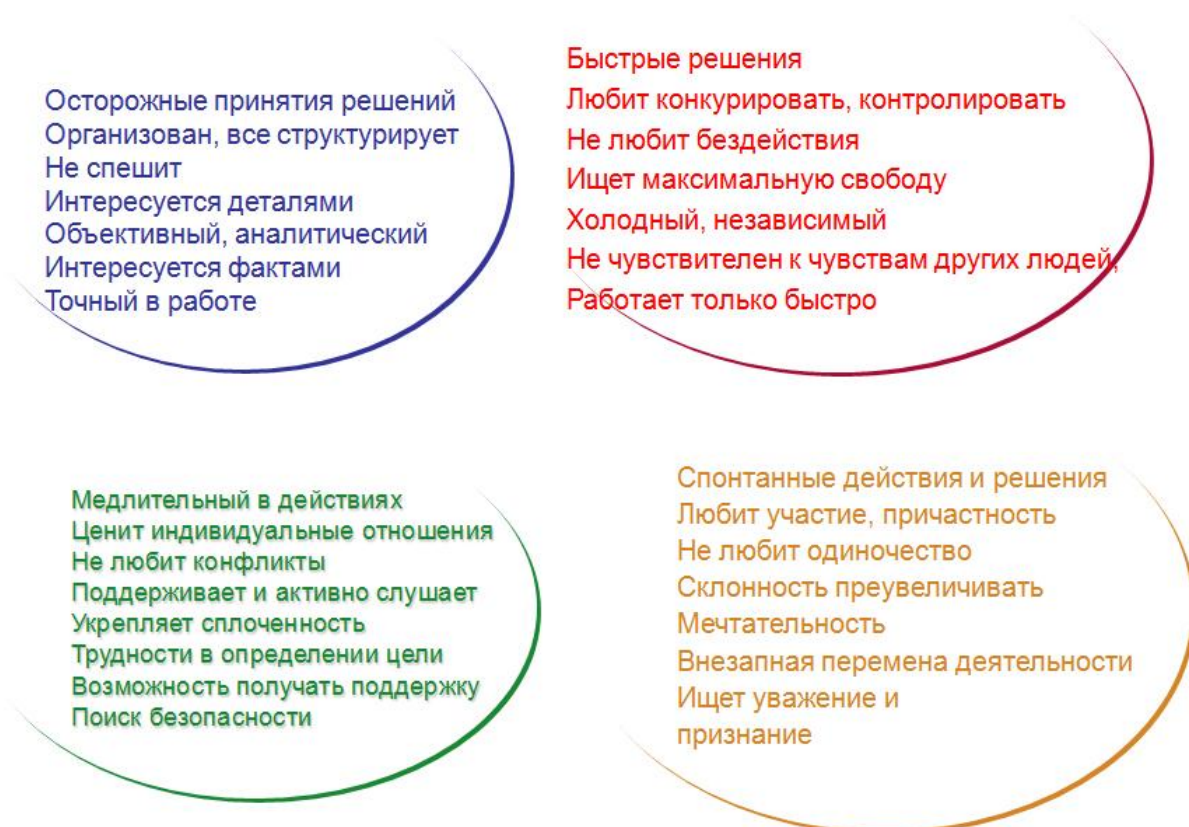 Осторожные принятия решений
Организован, все структурирует
Не спешит
Интересуется деталями
Объективный, аналитический
Интересуется фактами
Точный в работе
Быстрые решения
Любит конкурировать, контролировать
Не любит бездействия
Ищет максимальную свободу
Холодный, независимый
Не чувствителен к чувствам других людей,
Работает только быстро
Медлительный в действиях
Ценит индивидуальные отношения
Не любит конфликты
Поддерживает и активно слушает
Укрепляет сплоченность
Трудности в определении цели
Возможность получать поддержку
Поиск безопасности
Спонтанные действия и решения
Любит участие, причастность
Не любит одиночество
Склонность преувеличивать
Мечтательность
Внезапная перемена деятельности
Ищет уважение и
признание